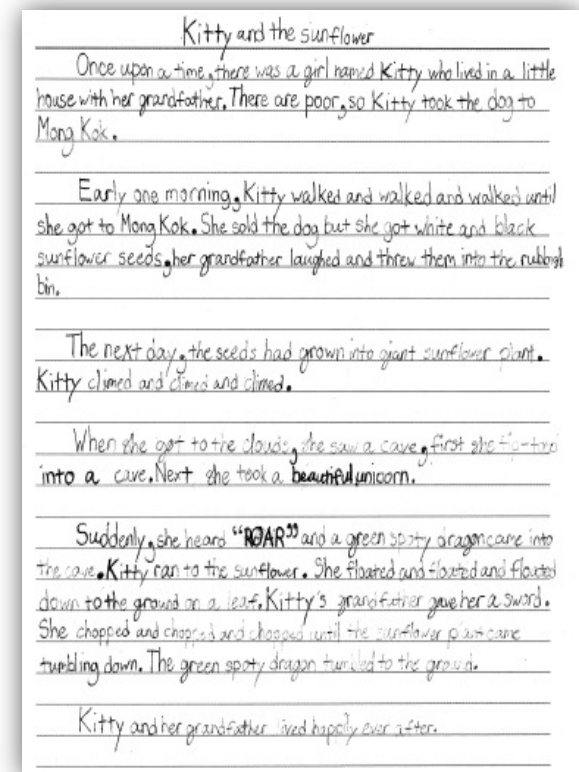 Kitty and the sunflower
Once upon a time, there was a girl named Kitty who lived in a little
house with her grandfather. There are poor, so Kitty took the dog to
Mong Kok.
Early one morning, Kitty walked and walked and walked until
she got to Mong Kok. She sold the dog but she got white and black
sunflower seeds, her grandfather laughed and threw them into the rubbish
bin.
The next day, the seeds had grown into giant sunflower plant.
Kitty climed and climed and climed.
When she got to the clouds, she saw a cave, first she tip-toed
into a cave. Next she took a beautiful unicorn.
Suddenly, she heard “ROAR” and a green spoty dragon came into
the cave. Kitty ran to the sunflower. She floated and floated and floated
down to the ground on a leaf. Kitty's grandfather gave her a sword.
She chopped and chopped and chopped until the sunflower plant came
tumbling down. The green spoty dragon tumbled to the ground.
Kitty and her grandfather lived happily ever after.